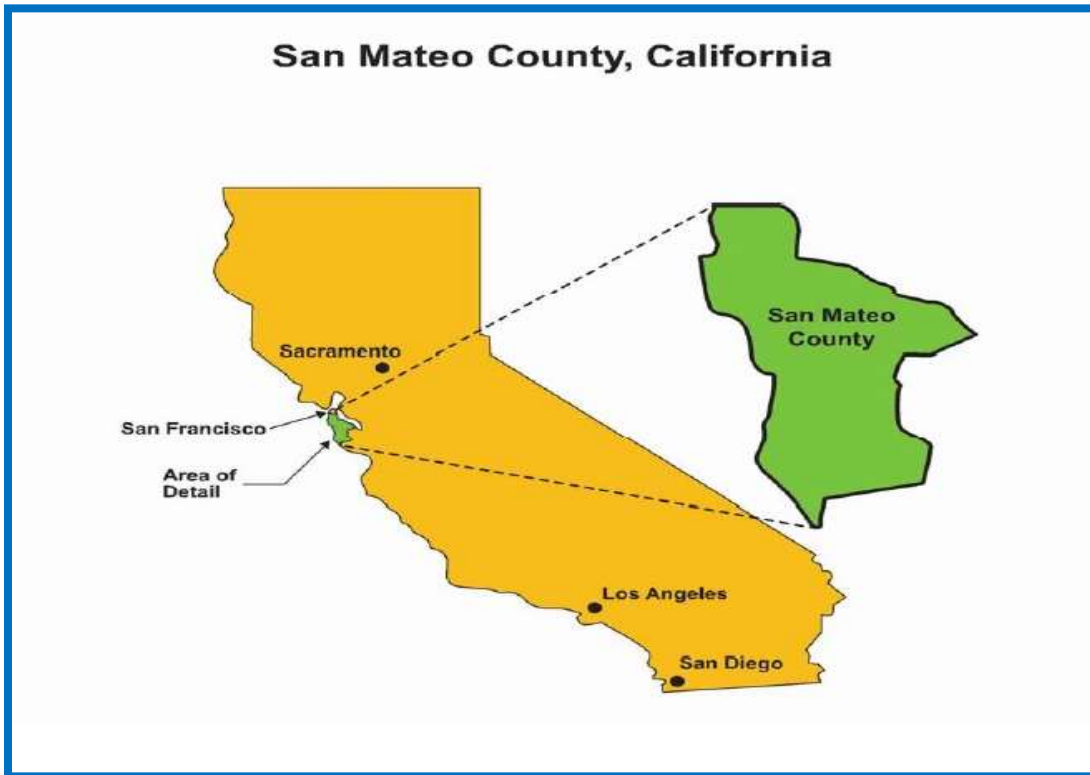 San Mateo County, California
San Mateo
County
Sacramento
San Francisco
Area of
Detail
Los Angeles
San Diego